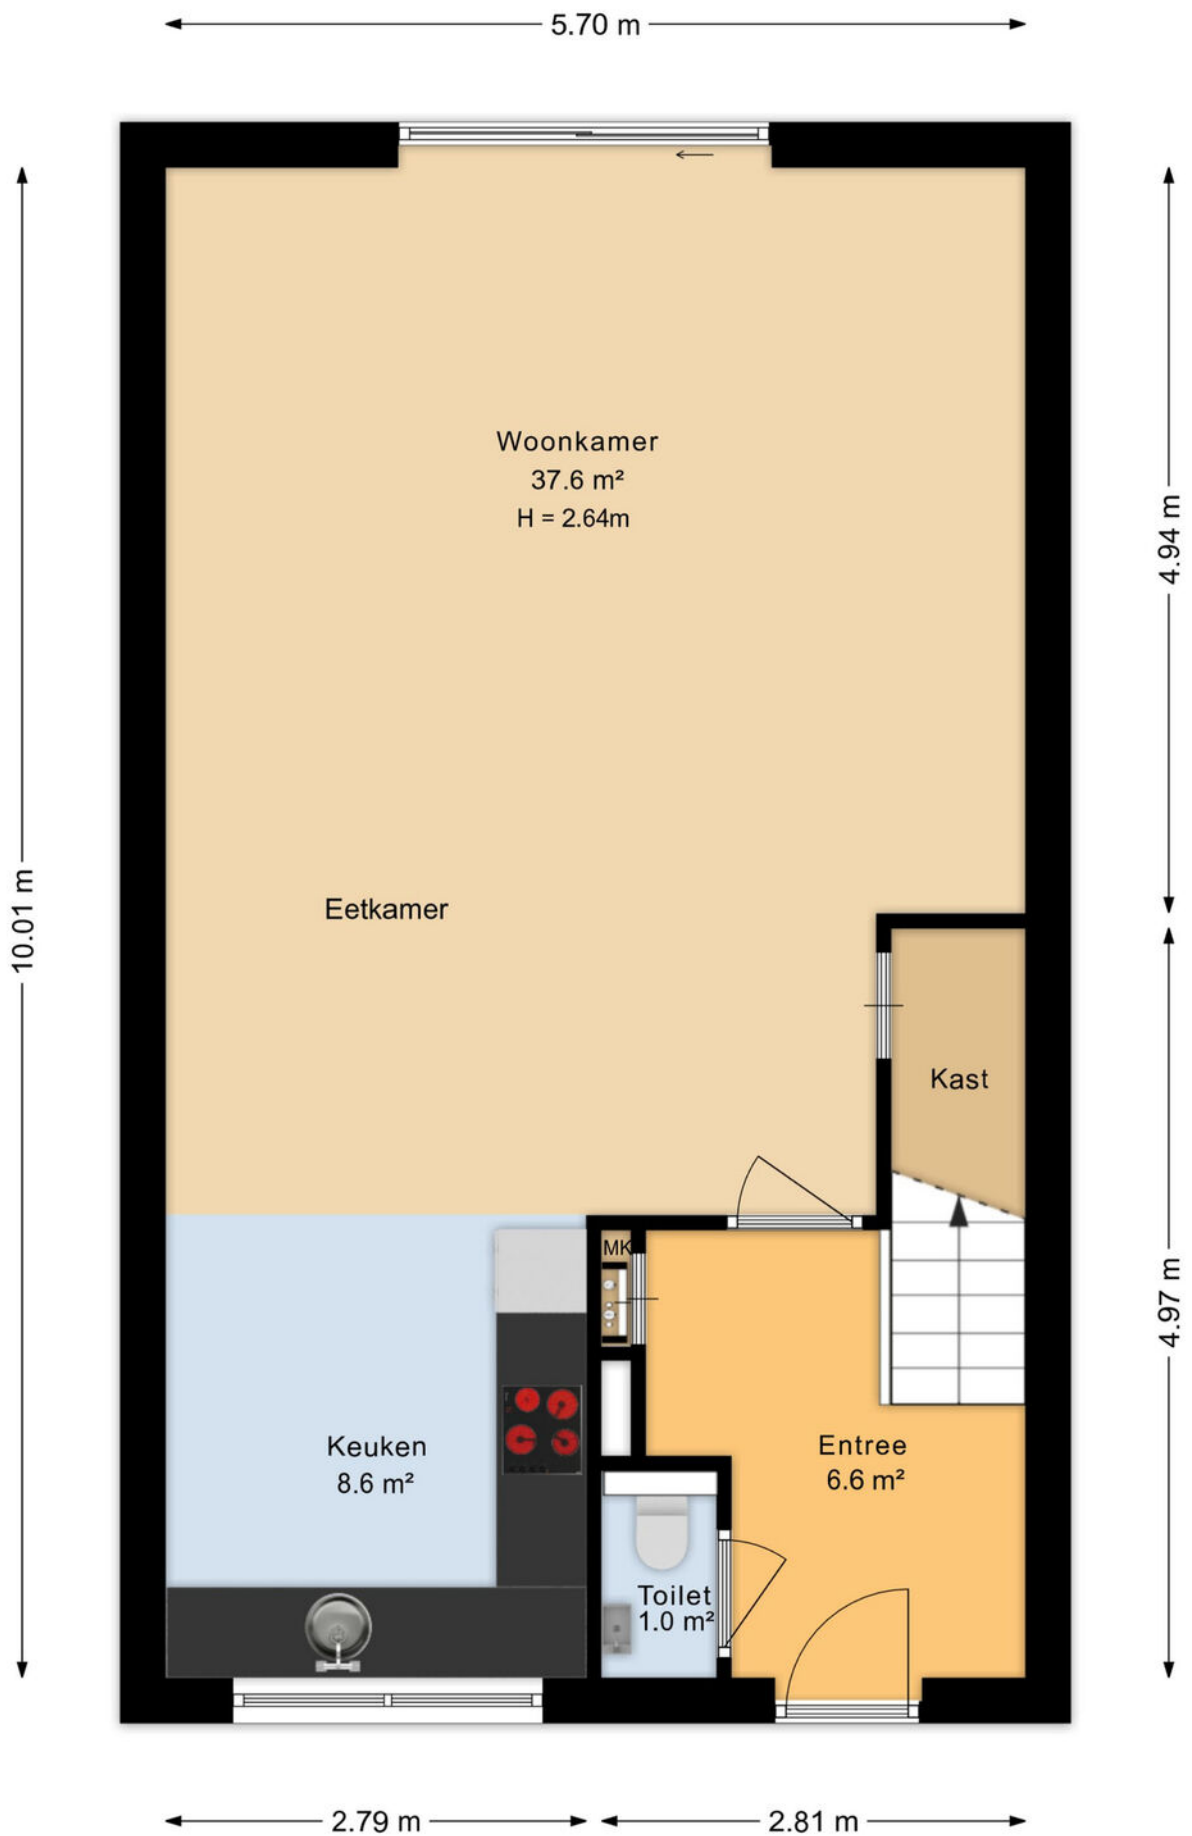 5.70 m
Woonkamer
37.6 m²
H = 2.64m
4.94 m
10.01 m
Eetkamer
Kast
MK
4.97 m
Keuken
8.6 m²
Entree
6.6 m²
Toilet
1.0 m²
2.79 m
2.81 m